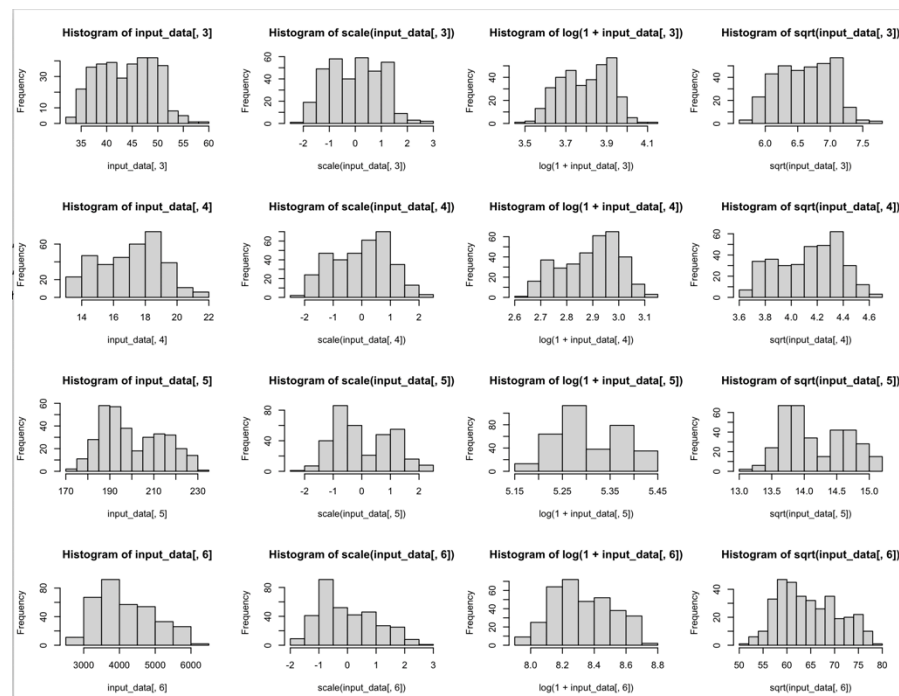 Histogram of input_data[, 3]
Frequency
0 10 30
35 40 45 50 55 60
input_data[, 3]
Histogram of scale(input_data[, 3])
Frequency
0 20 40 60
-2 -1 0 1 2 3
scale(input_data[, 3])
Histogram of log(1 + input_data[, 3])
Frequency
0 20 40
3.5 3.7 3.9 4.1
log(1 + input_data[, 3])
Histogram of sqrt(input_data[, 3])
Frequency
0 20 40
6.0 6.5 7.0 7.5
sqrt(input_data[, 3])
Histogram of input_data[, 4]
Frequency
0 20 60
14 16 18 20 22
input_data[, 4]
Histogram of scale(input_data[, 4])
Frequency
0 20 40 60
-2 -1 0 1 2
scale(input_data[, 4])
Histogram of log(1 + input_data[, 4])
Frequency
0 20 40 60
2.6 2.7 2.8 2.9 3.0 3.1
log(1 + input_data[, 4])
Histogram of sqrt(input_data[, 4])
Frequency
0 20 40 60
3.6 3.8 4.0 4.2 4.4 4.6
sqrt(input_data[, 4])
Histogram of input_data[, 5]
Frequency
0 20 40 60
170 190 210 230
input_data[, 5]
Histogram of scale(input_data[, 5])
Frequency
0 20 60
-2 -1 0 1 2
scale(input_data[, 5])
Histogram of log(1 + input_data[, 5])
Frequency
0 40 80
5.15 5.25 5.35 5.45
log(1 + input_data[, 5])
Histogram of sqrt(input_data[, 5])
Frequency
0 20 40 60
13.0 13.5 14.0 14.5 15.0
sqrt(input_data[, 5])
Histogram of input_data[, 6]
Frequency
0 40 80
3000 4000 5000 6000
input_data[, 6]
Histogram of scale(input_data[, 6])
Frequency
0 40 80
-2 -1 0 1 2 3
scale(input_data[, 6])
Histogram of log(1 + input_data[, 6])
Frequency
0 20 40 60
8.0 8.2 8.4 8.6 8.8
log(1 + input_data[, 6])
Histogram of sqrt(input_data[, 6])
Frequency
0 20 40
50 55 60 65 70 75 80
sqrt(input_data[, 6])